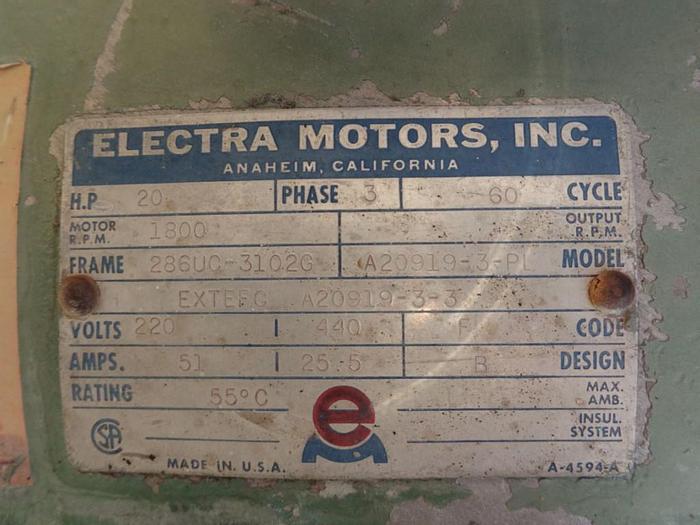 ELECTRA MOTORS, INC.
ANAHEIM, CALIFORNIA
H.P. 20 PHASE 3 60 CYCLE
MOTOR R.P.M. 1800 OUTPUT R.P.M.
FRAME 286UC-3102G A20919-3-PL MODEL
EXTEFC A20919-3-3
VOLTS 220 440 F CODE
AMPS. 51 25.5 B DESIGN
RATING 55°C MAX. AMB.
INSUL. SYSTEM
SA e
MADE IN U.S.A. A-4594-A